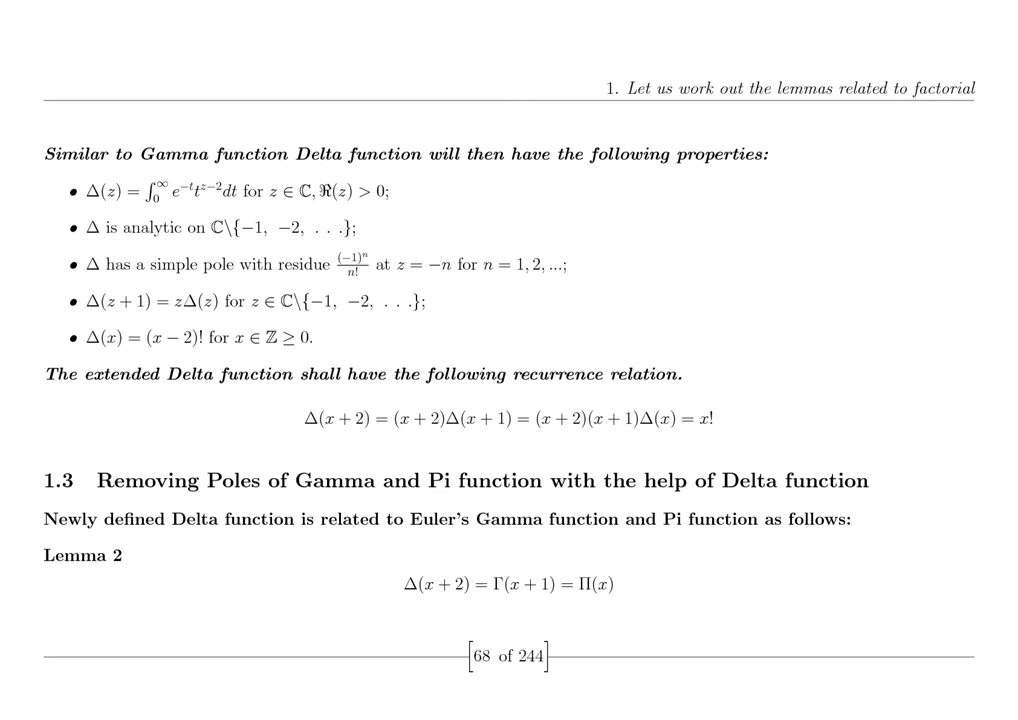 1. Let us work out the lemmas related to factorial
Similar to Gamma function Delta function will then have the following properties:
• Δ(z) = ∫₀^∞ e^{−t}t^{z−2}dt for z ∈ ℂ, ℜ(z) > 0;
• Δ is analytic on ℂ\{−1, −2, . . .};
• Δ has a simple pole with residue (−1)^n/n! at z = −n for n = 1, 2, ...;
• Δ(z + 1) = zΔ(z) for z ∈ ℂ\{−1, −2, . . .};
• Δ(x) = (x − 2)! for x ∈ ℤ ≥ 0.
The extended Delta function shall have the following recurrence relation.
Δ(x + 2) = (x + 2)Δ(x + 1) = (x + 2)(x + 1)Δ(x) = x!
1.3 Removing Poles of Gamma and Pi function with the help of Delta function
Newly defined Delta function is related to Euler's Gamma function and Pi function as follows:
Lemma 2
Δ(x + 2) = Γ(x + 1) = Π(x)
[68 of 244]